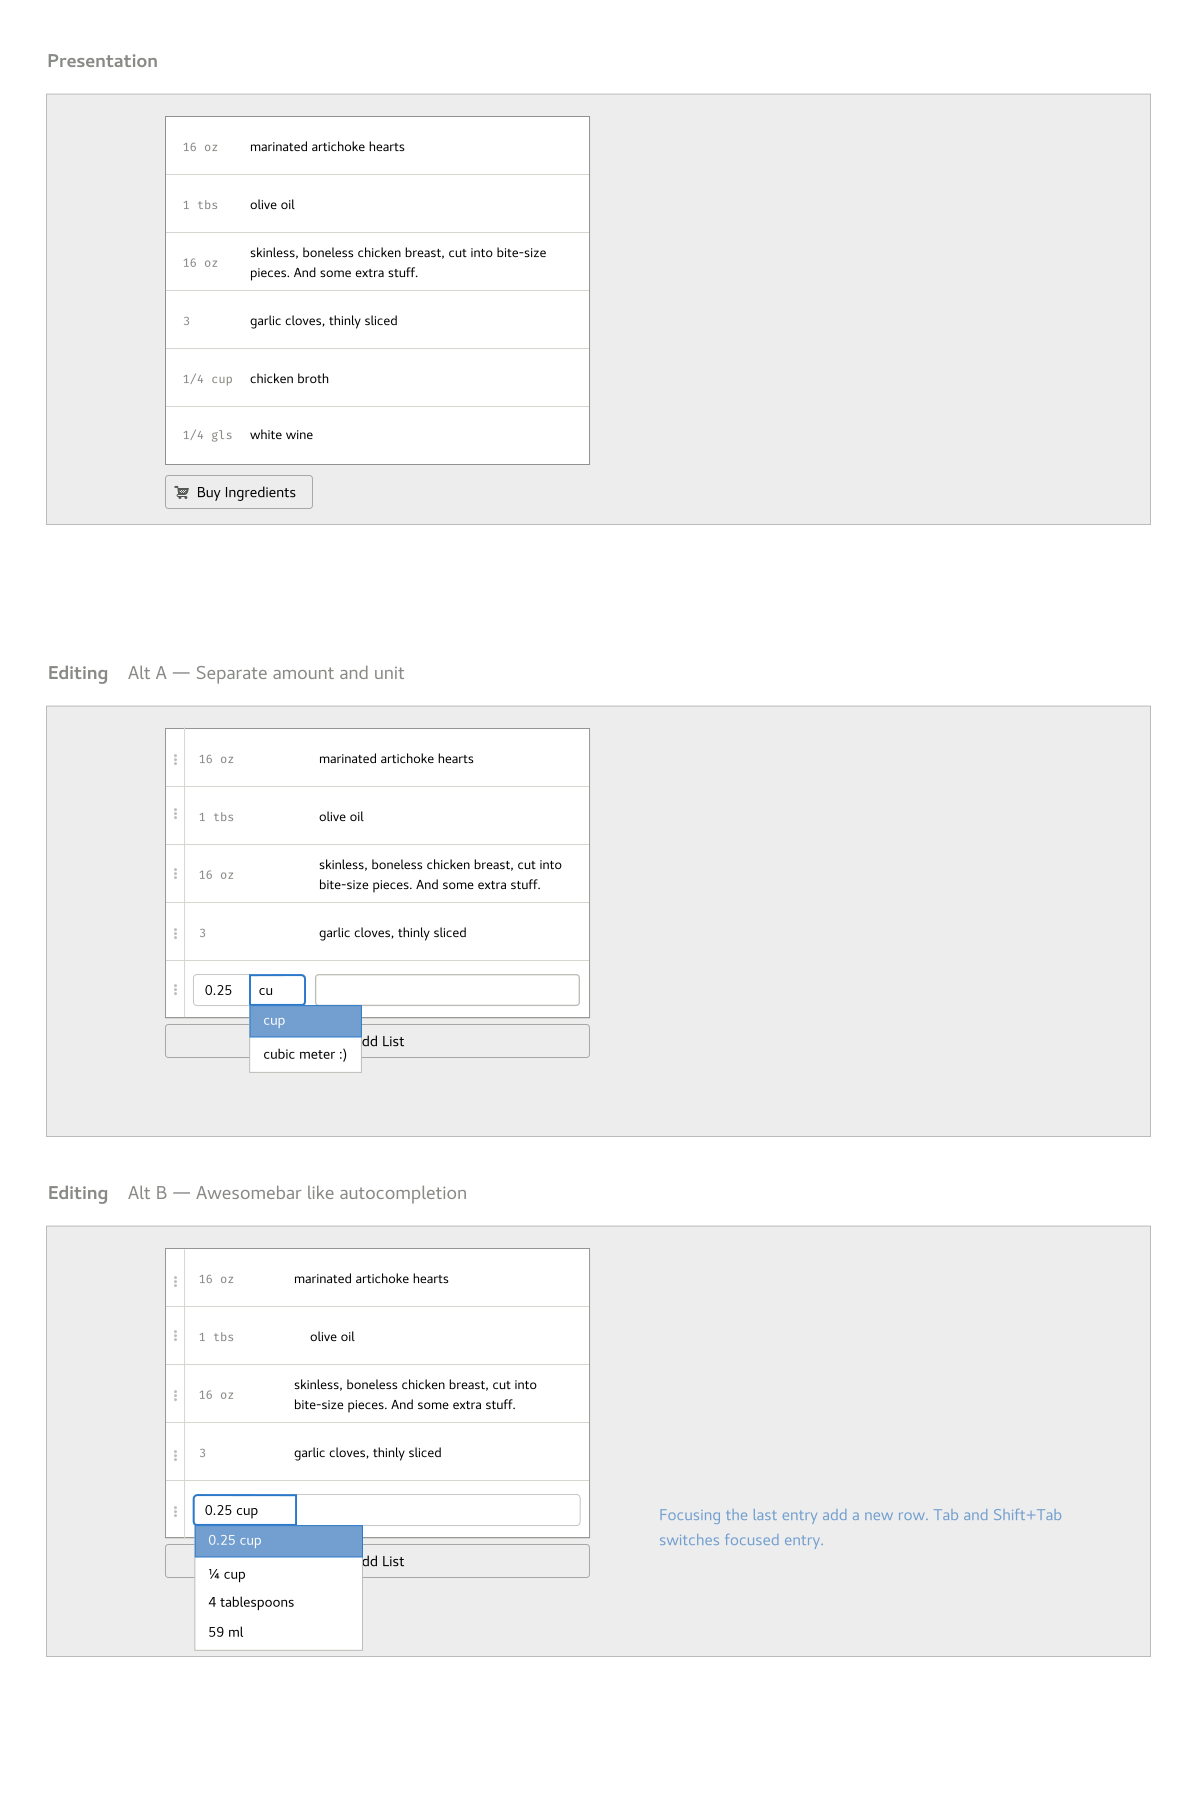 Presentation
16 oz marinated artichoke hearts
1 tbs olive oil
16 oz skinless, boneless chicken breast, cut into bite-size
pieces. And some extra stuff.
3 garlic cloves, thinly sliced
1/4 cup chicken broth
1/4 gls white wine
Buy Ingredients
Editing Alt A — Separate amount and unit
16 oz marinated artichoke hearts
1 tbs olive oil
16 oz skinless, boneless chicken breast, cut into
bite-size pieces. And some extra stuff.
3 garlic cloves, thinly sliced
0.25 cu
cup
dd List
cubic meter :)
Editing Alt B — Awesomebar like autocompletion
16 oz marinated artichoke hearts
1 tbs olive oil
16 oz skinless, boneless chicken breast, cut into
bite-size pieces. And some extra stuff.
3 garlic cloves, thinly sliced
0.25 cup
Focusing the last entry add a new row. Tab and Shift+Tab
switches focused entry.
0.25 cup
dd List
¼ cup
4 tablespoons
59 ml